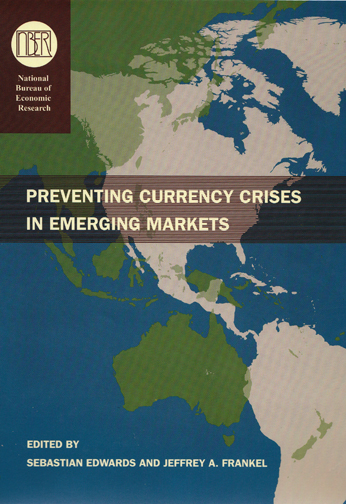 NBER
National
Bureau of
Economic
Research
PREVENTING CURRENCY CRISES
IN EMERGING MARKETS
EDITED BY
SEBASTIAN EDWARDS AND JEFFREY A. FRANKEL